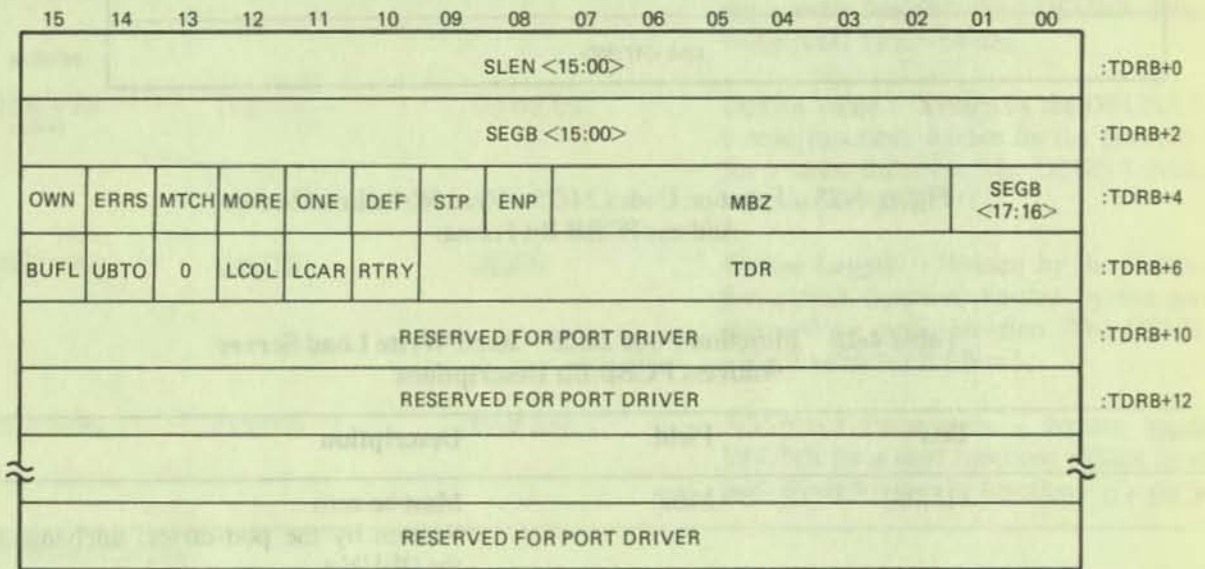 15 14 13 12 11 10 09 08 07 06 05 04 03 02 01 00
SLEN <15:00> :TDRB+0
SEGB <15:00> :TDRB+2
OWN ERRS MTCH MORE ONE DEF STP ENP MBZ SEGB <17:16> :TDRB+4
BUFL UBTO 0 LCOL LCAR RTRY TDR :TDRB+6
RESERVED FOR PORT DRIVER :TDRB+10
RESERVED FOR PORT DRIVER :TDRB+12
RESERVED FOR PORT DRIVER